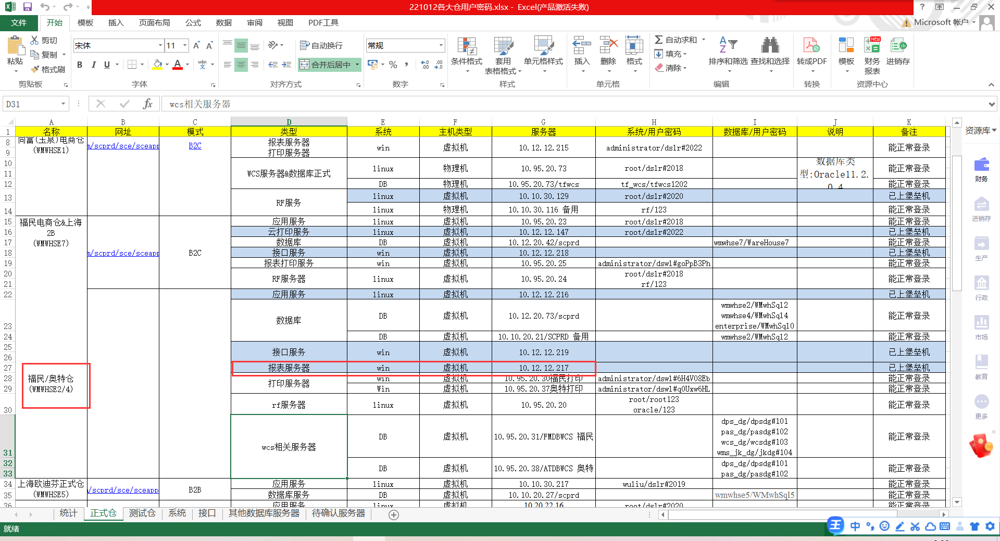 221012各大仓用户密码.xlsx - Excel(产品激活失败)
文件 开始 模板 插入 页面布局 公式 数据 审阅 视图 PDF工具 Microsoft 帐户
粘贴 剪切 复制 格式刷 剪贴板
宋体 11 B I U wén 字体
自动换行 合并后居中 对齐方式
常规 % 数字
条件格式 套用表格格式 单元格样式 样式
插入 删除 格式 单元格
自动求和 填充 清除 排序和筛选 查找和选择 编辑
转成PDF 转换
模板 财务报表 进销存 资源中心
D31 fx wcs相关服务器
A B C D E F G H I J K
1 名称 网址 模式 类型 系统 主机类型 服务器 系统/用户密码 数据库/用户密码 说明 备注
8 同富(玉泉)电商仓 报表服务器
9 (WMWHSE1) /scprd/sce/sceapp B2C 打印服务器 win 虚拟机 10.12.12.215 administrator/dslr#2022 能正常登录
10
11 WCS服务器&数据库正式 linux 物理机 10.95.20.73 root/dslr#2018 数据库类型:Oracle11.2.0.4 能正常登录
12 DB 物理机 10.95.20.73/tfwcs tf_wcs/tfwcs1202 能正常登录
13 RF服务 linux 虚拟机 10.10.30.129 root/dslr#2020 已上堡垒机
14 linux 物理机 10.10.30.116 备用 rf/123 能正常登录
15 福民电商仓&上海2B (WMWHSE7) 应用服务 linux 虚拟机 10.95.20.23 root/dslr#2018 能正常登录
16 云打印服务 linux 虚拟机 10.12.12.147 root/dslr#2022 已上堡垒机
17 数据库 DB 虚拟机 10.12.20.42/scprd wmwhse7/WareHouse7 能正常登录
18 /scprd/sce/sceapp B2C 接口服务 win 虚拟机 10.12.12.218 已上堡垒机
19 报表打印服务 win 虚拟机 10.95.20.25 administrator/dswl#goPpB3Ph 能正常登录
20 root/dslr#2018
21 RF服务器 linux 虚拟机 10.95.20.24 rf/123 能正常登录
22 应用服务 linux 虚拟机 10.12.12.216 已上堡垒机
wmwhse2/WMwhSql2
数据库 DB 虚拟机 10.12.20.73/scprd wmwhse4/WMwhSql4 能正常登录
23 enterprise/WMwhSql0
24 DB 虚拟机 10.10.20.21/SCPRD 备用 wmwhse2/WMwhSql2 能正常登录
25
26 接口服务 win 虚拟机 10.12.12.219 已上堡垒机
27 报表服务器 win 虚拟机 10.12.12.217 已上堡垒机
28 福民/奥特仓 打印服务器 win 虚拟机 10.95.20.30福民打印 administrator/dswl#6H4V08Eb 能正常登录
29 (WMWHSE2/4) Win 虚拟机 10.95.20.37奥特打印 administrator/dswl#q0Uxw6HL 能正常登录
root/root123
30 rf服务器 linux 虚拟机 10.95.20.20 oracle/123 能正常登录
dps_dg/dpsdg#101
pas_dg/pasdg#102
DB 虚拟机 10.95.20.31/FMDBWCS 福民 wcs_dg/wcsdg#103 能正常登录
31 wcs相关服务器 wms_jk_dg/jkdg#104
32 dps_dg/dpsdg#101
33 DB 虚拟机 10.95.20.38/ATDBWCS 奥特 pas_dg/pasdg#102 能正常登录
34 上海欧迪芬正式仓 应用服务 linux 虚拟机 10.10.30.217 wuliu/dslr#2019 能正常登录
35 (WMWHSE5) /scprd/sce/sceapp B2B 数据库服务 DB 虚拟机 10.10.20.27/scprd wmwhse5/WMwhSql5 能正常登录
36 应用服务 linux 虚拟机 10.20.22.16 root/dslr#2020 能正常登录
资源库
财务
进销存
生产
行政
市场
教育
更多
统计 正式仓 测试仓 系统 接口 其他数据库服务器 待确认服务器
就绪
王 中